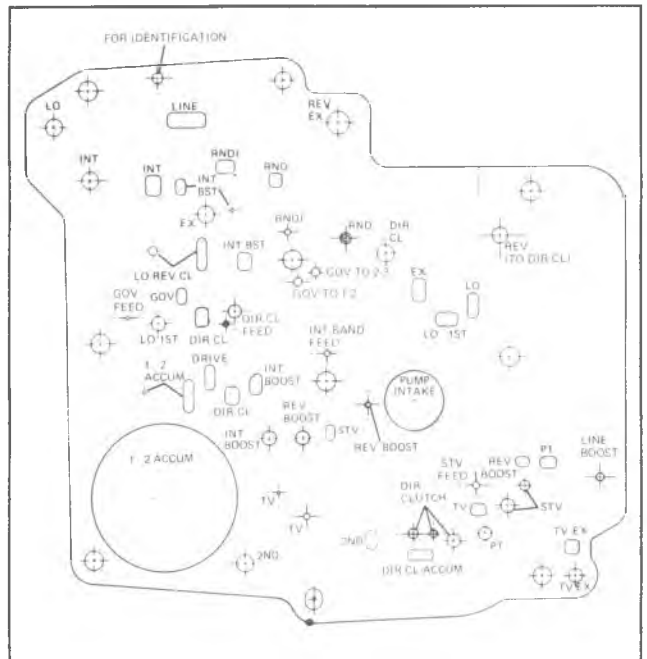 FOR IDENTIFICATION
LO
LINE
REV
EX
INT
INT
RNDI
RND
INT
BST
EX
RNDI
RND
DIR
CL
REV
(TO DIR CL)
LO REV CL
INT BST
GOV TO 2-3
GOV TO 1-2
EX
LO
GOV
FEED
GOV
LO 1ST
DIR CL
DIR CL
FEED
LO 1ST
INT BAND
FEED
1-2
ACCUM
DRIVE
DIR CL
INT
BOOST
PUMP
INTAKE
INT
BOOST
REV
BOOST
STV
REV BOOST
1-2 ACCUM
LINE
BOOST
STV
FEED
REV
BOOST
PT
DIR
CLUTCH
TV
STV
TV
TV
2ND
2ND
PT
TV EX
DIR CL ACCUM
TV EX